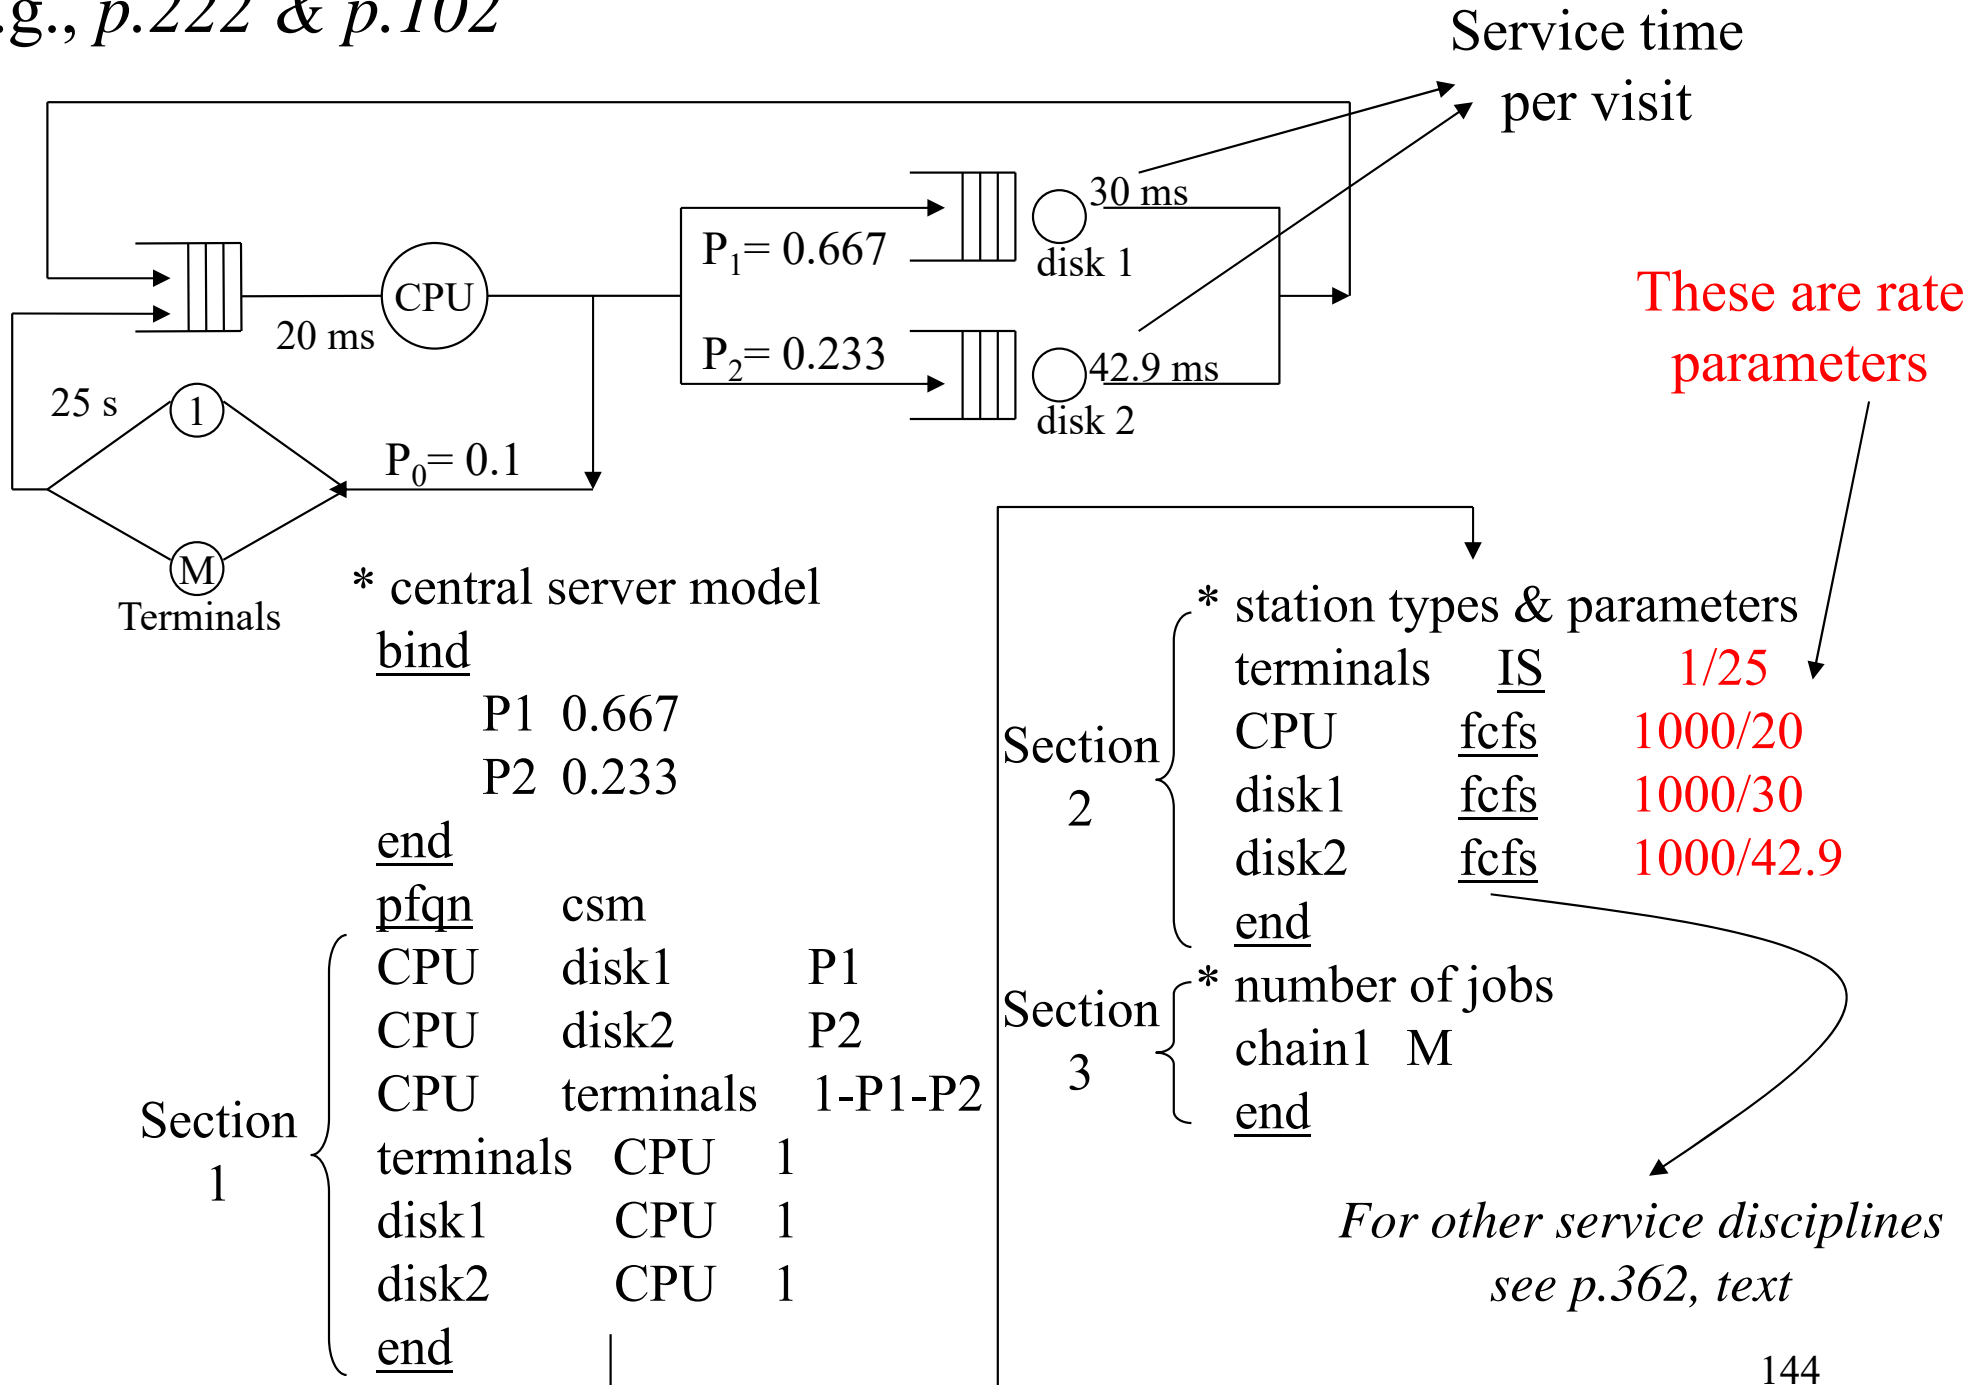 .g., p.222 & p.102
Service time
per visit
30 ms
P1= 0.667
disk 1
CPU
20 ms
P2= 0.233
42.9 ms
disk 2
25 s
1
P0= 0.1
M
Terminals
These are rate
parameters
* central server model
bind
P1 0.667
P2 0.233
end
pfqn csm
Section
1
CPU disk1 P1
CPU disk2 P2
CPU terminals 1-P1-P2
terminals CPU 1
disk1 CPU 1
disk2 CPU 1
end
Section
2
* station types & parameters
terminals IS 1/25
CPU fcfs 1000/20
disk1 fcfs 1000/30
disk2 fcfs 1000/42.9
end
Section
3
* number of jobs
chain1 M
end
For other service disciplines
see p.362, text
144